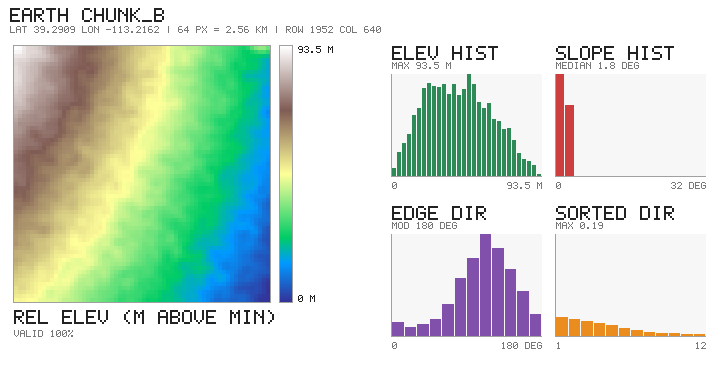 EARTH CHUNK_B
LAT 39.2909 LON -113.2162 | 64 PX = 2.56 KM | ROW 1952 COL 640
93.5 M
0 M
REL ELEV (M ABOVE MIN)
VALID 100%
ELEV HIST
MAX 93.5 M
0 93.5 M
SLOPE HIST
MEDIAN 1.8 DEG
0 32 DEG
EDGE DIR
MOD 180 DEG
0 180 DEG
SORTED DIR
MAX 0.19
1 12